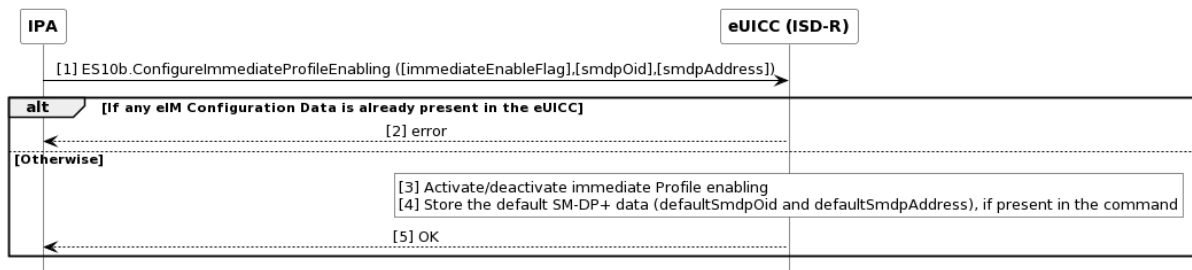 IPA
eUICC (ISD-R)
[1] ES10b.ConfigureImmediateProfileEnabling ([immediateEnableFlag],[smdpOid],[smdpAddress])
alt
[If any eIM Configuration Data is already present in the eUICC]
[2] error
[Otherwise]
[3] Activate/deactivate immediate Profile enabling
[4] Store the default SM-DP+ data (defaultSmdpOid and defaultSmdpAddress), if present in the command
[5] OK